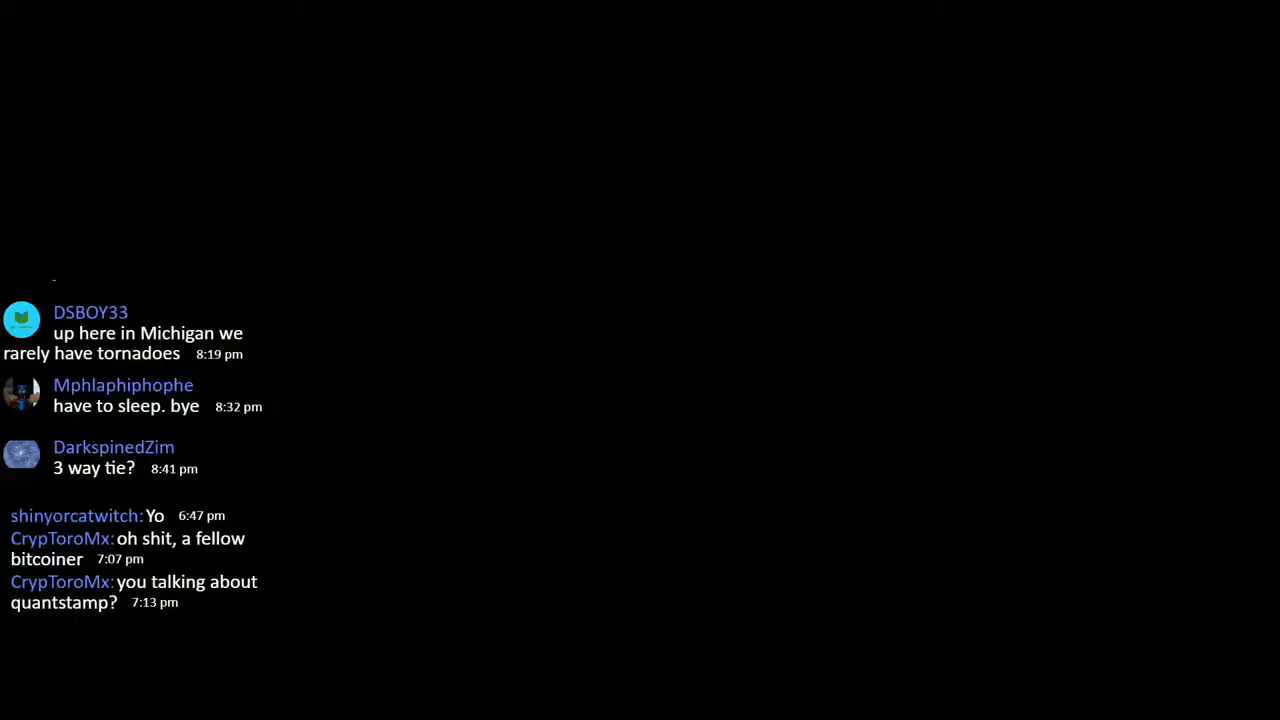 DSBOY33
up here in Michigan we
rarely have tornadoes 8:19 pm
Mphlaphiphophe
have to sleep. bye 8:32 pm
DarkspinedZim
3 way tie? 8:41 pm
shinyorcatwitch: Yo 6:47 pm
CrypToroMx: oh shit, a fellow
bitcoiner 7:07 pm
CrypToroMx: you talking about
quantstamp? 7:13 pm